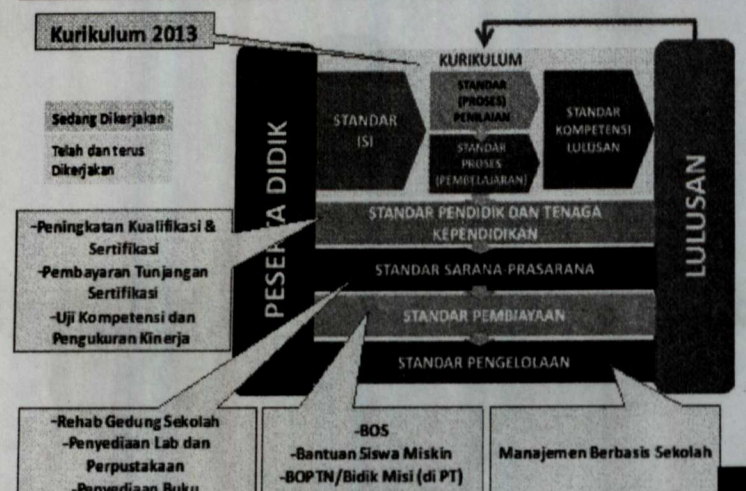 Kurikulum 2013
KURIKULUM
Sedang Dikerjakan
Telah dan terus
Dikerjakan
PESERTA DIDIK
STANDAR
ISI
STANDAR
(PROSES)
PENILAIAN
STANDAR
PROSES
(PEMBELAJARAN)
STANDAR
KOMPETENSI
LULUSAN
LULUSAN
STANDAR PENDIDIK DAN TENAGA
KEPENDIDIKAN
STANDAR SARANA-PRASARANA
STANDAR PEMBIAYAAN
STANDAR PENGELOLAAN
-Peningkatan Kualifikasi &
Sertifikasi
-Pembayaran Tunjangan
Sertifikasi
-Uji Kompetensi dan
Pengukuran Kinerja
-Rehab Gedung Sekolah
-Penyediaan Lab dan
Perpustakaan
-Penyediaan Buku
-BOS
-Bantuan Siswa Miskin
-BOPTN/Bidik Misi (di PT)
Manajemen Berbasis Sekolah